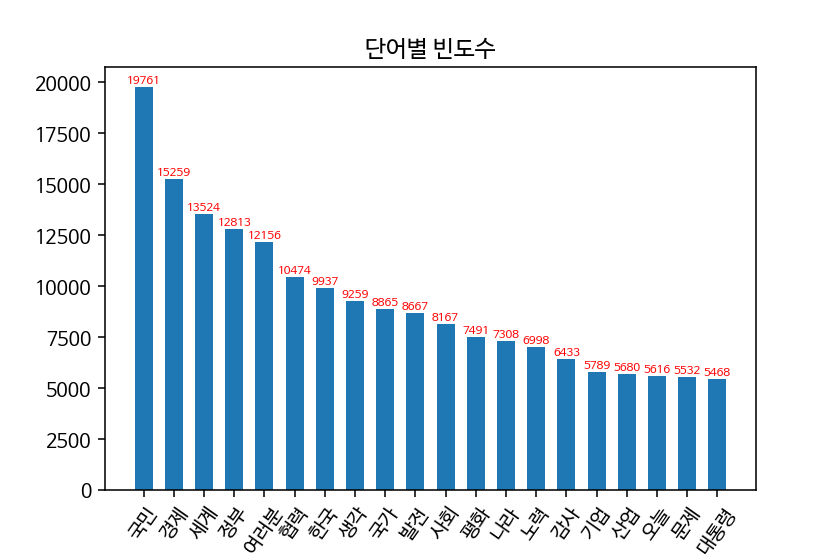 단어별 빈도수
20000
17500
15000
12500
10000
7500
5000
2500
0
19761
15259
13524
12813
12156
10474
9937
9259
8865
8667
8167
7491
7308
6998
6433
5789
5680
5616
5532
5468
국민
경제
세계
정부
여러분
협력
한국
생각
국가
발전
사회
평화
나라
노력
감사
기업
산업
오늘
문제
대통령